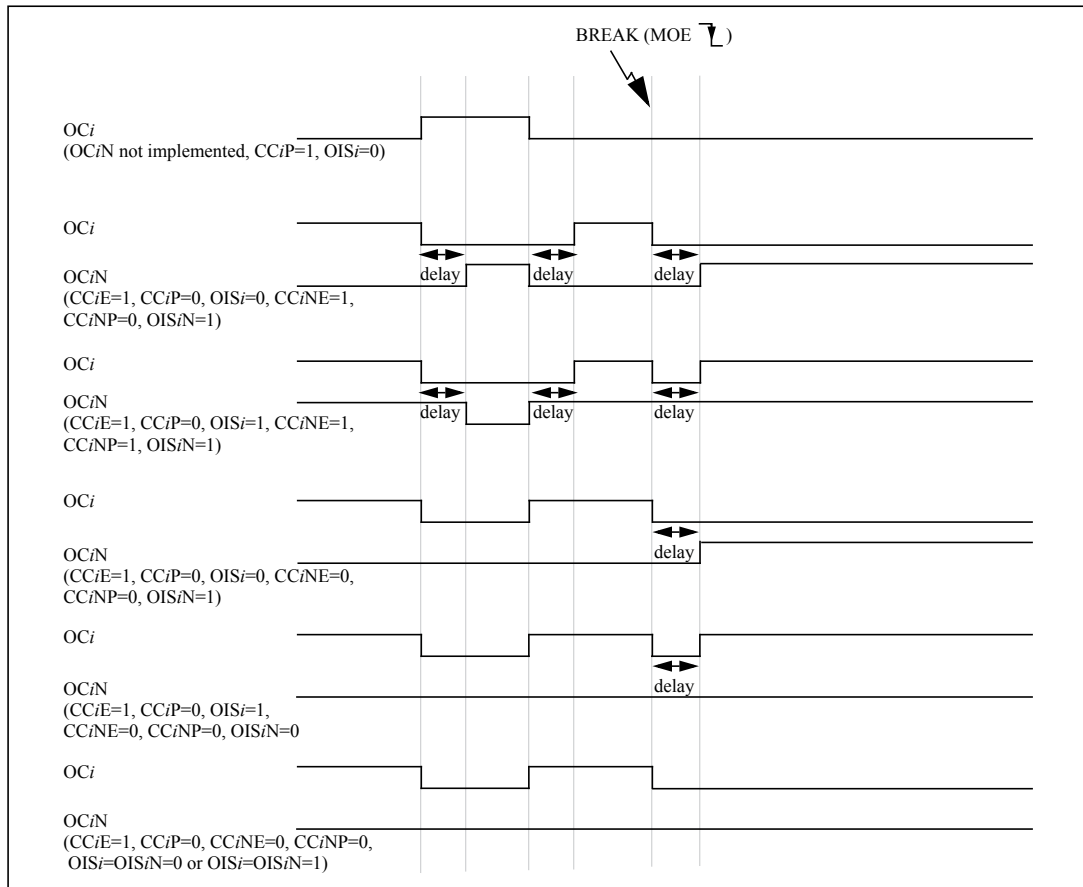 BREAK (MOE )
OCi
(OCiN not implemented, CCiP=1, OISi=0)
OCi
delay delay delay
OCiN
(CCiE=1, CCiP=0, OISi=0, CCiNE=1,
CCiNP=0, OISiN=1)
OCi
delay delay delay
OCiN
(CCiE=1, CCiP=0, OISi=1, CCiNE=1,
CCiNP=1, OISiN=1)
OCi
delay
OCiN
(CCiE=1, CCiP=0, OISi=0, CCiNE=0,
CCiNP=0, OISiN=1)
OCi
delay
OCiN
(CCiE=1, CCiP=0, OISi=1,
CCiNE=0, CCiNP=0, OISiN=0
OCi
OCiN
(CCiE=1, CCiP=0, CCiNE=0, CCiNP=0,
OISi=OISiN=0 or OISi=OISiN=1)